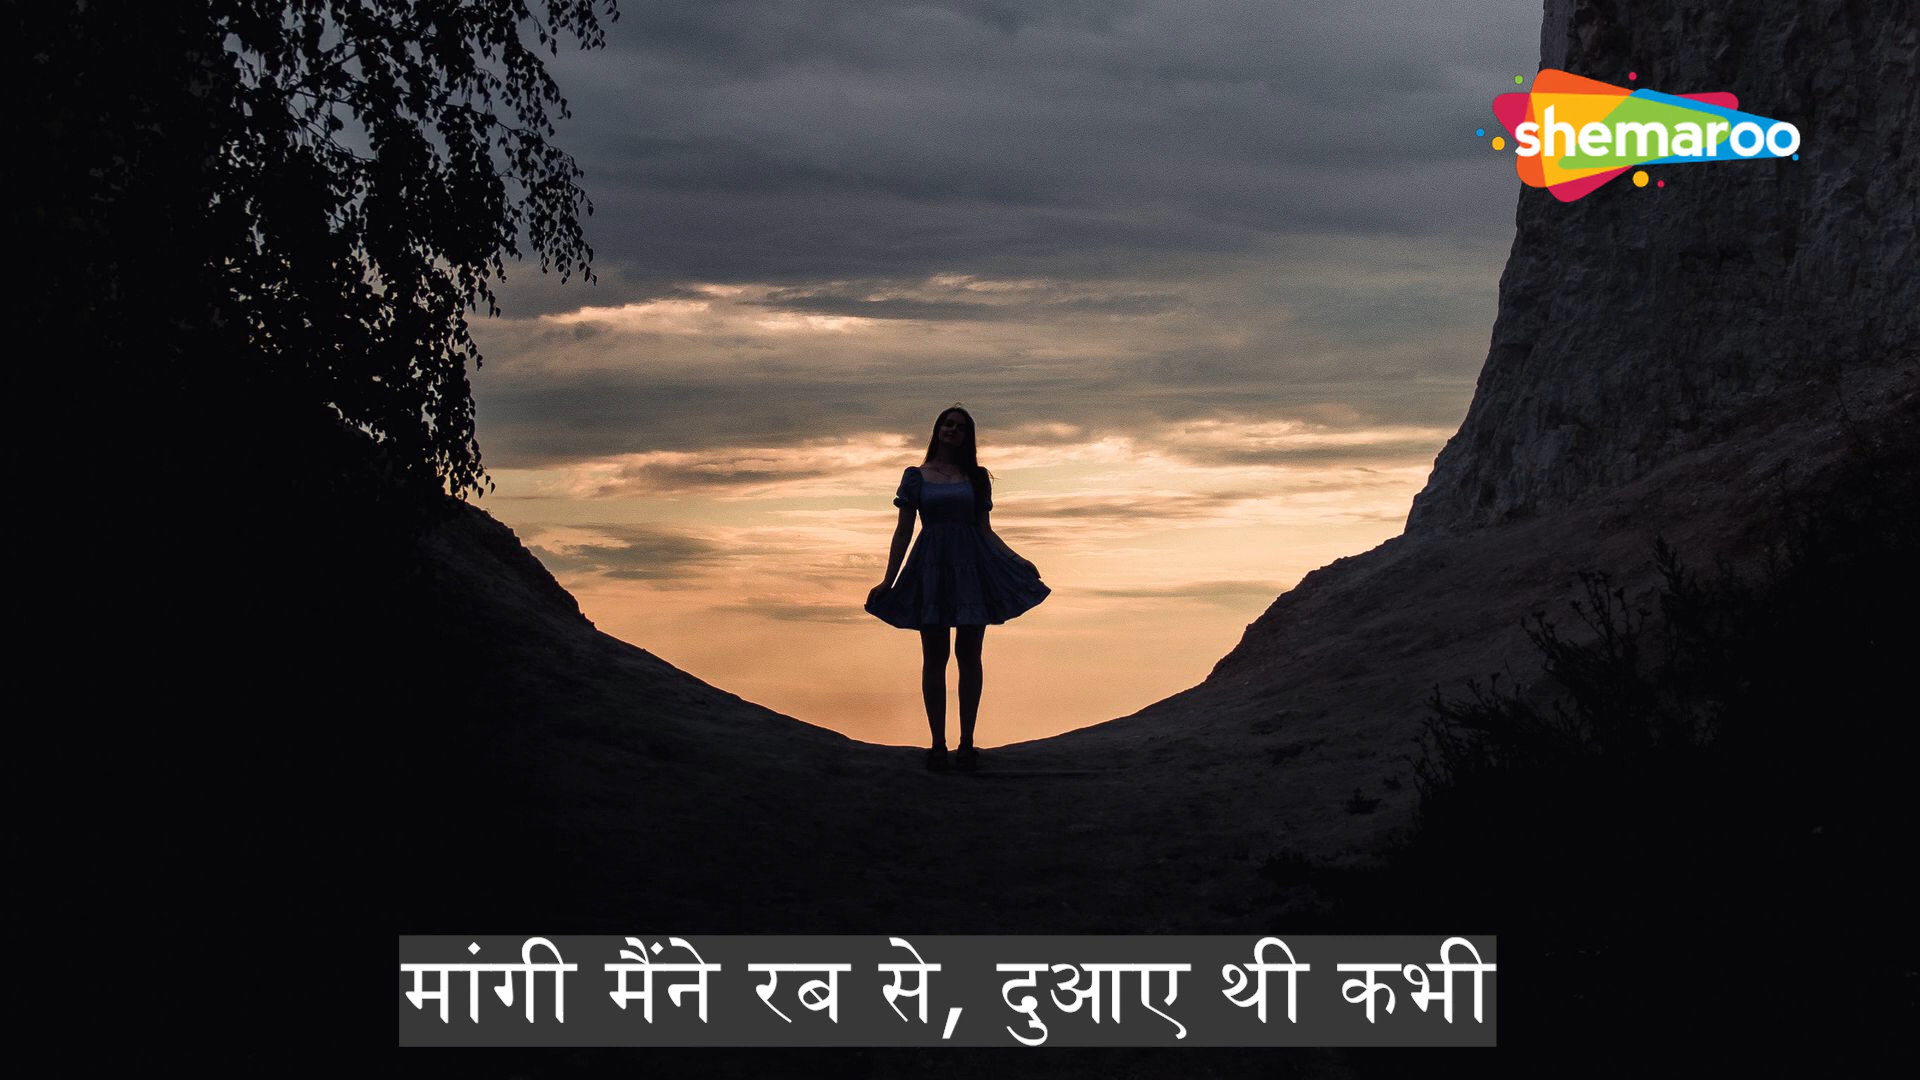 shemaroo
मांगी मैंने रब से, दुआए थी कभी